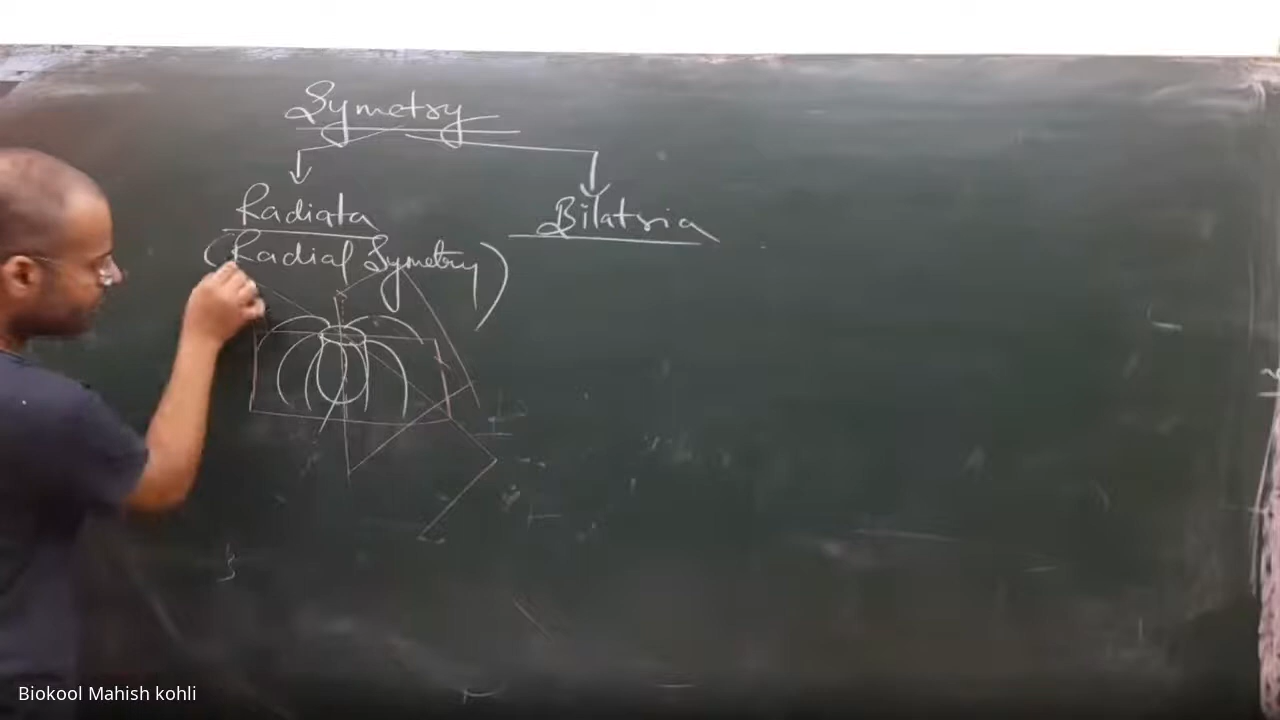 Symetry
Radiata Bilatria
(Radial Symetry)
Biokool Mahish kohli